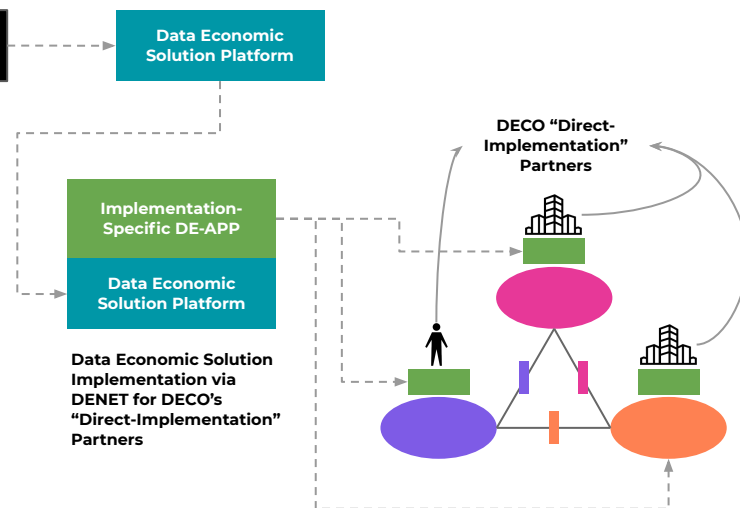 Data Economic
Solution Platform
DECO “Direct-
Implementation”
Partners
Implementation-
Specific DE-APP
Data Economic
Solution Platform
Data Economic Solution
Implementation via
DENET for DECO’s
“Direct-Implementation”
Partners